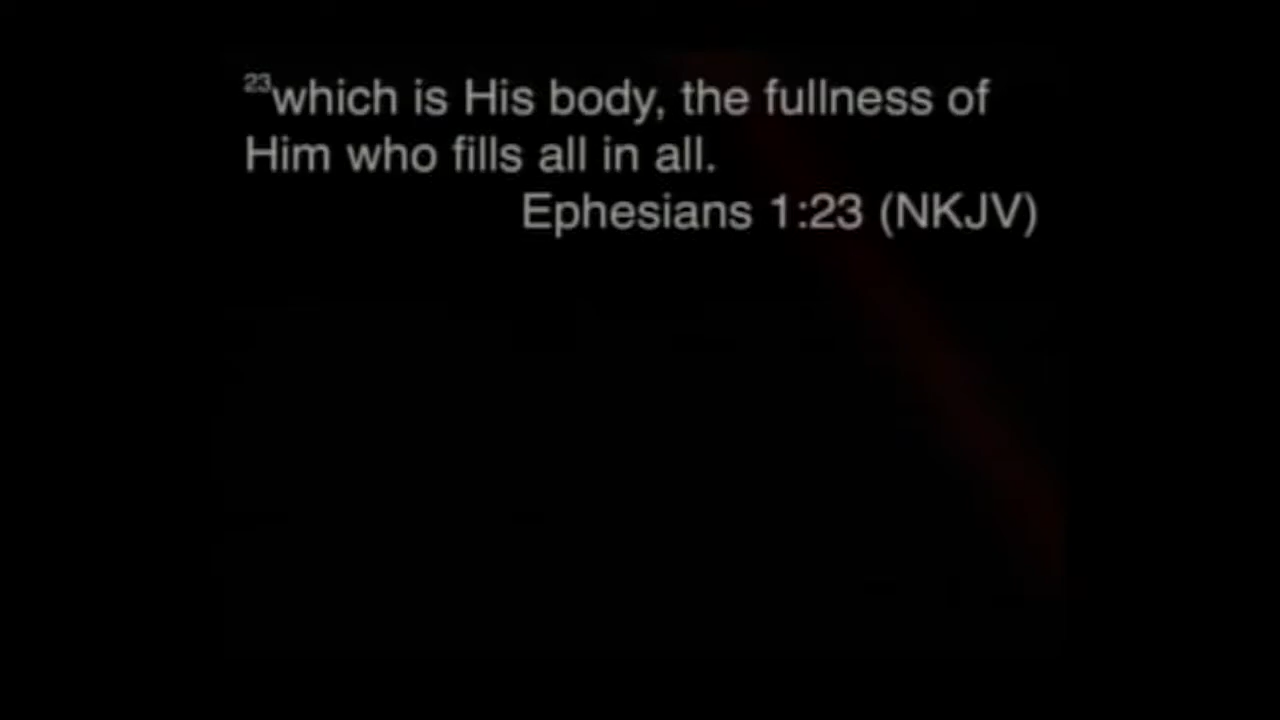 23which is His body, the fullness of
Him who fills all in all.
Ephesians 1:23 (NKJV)